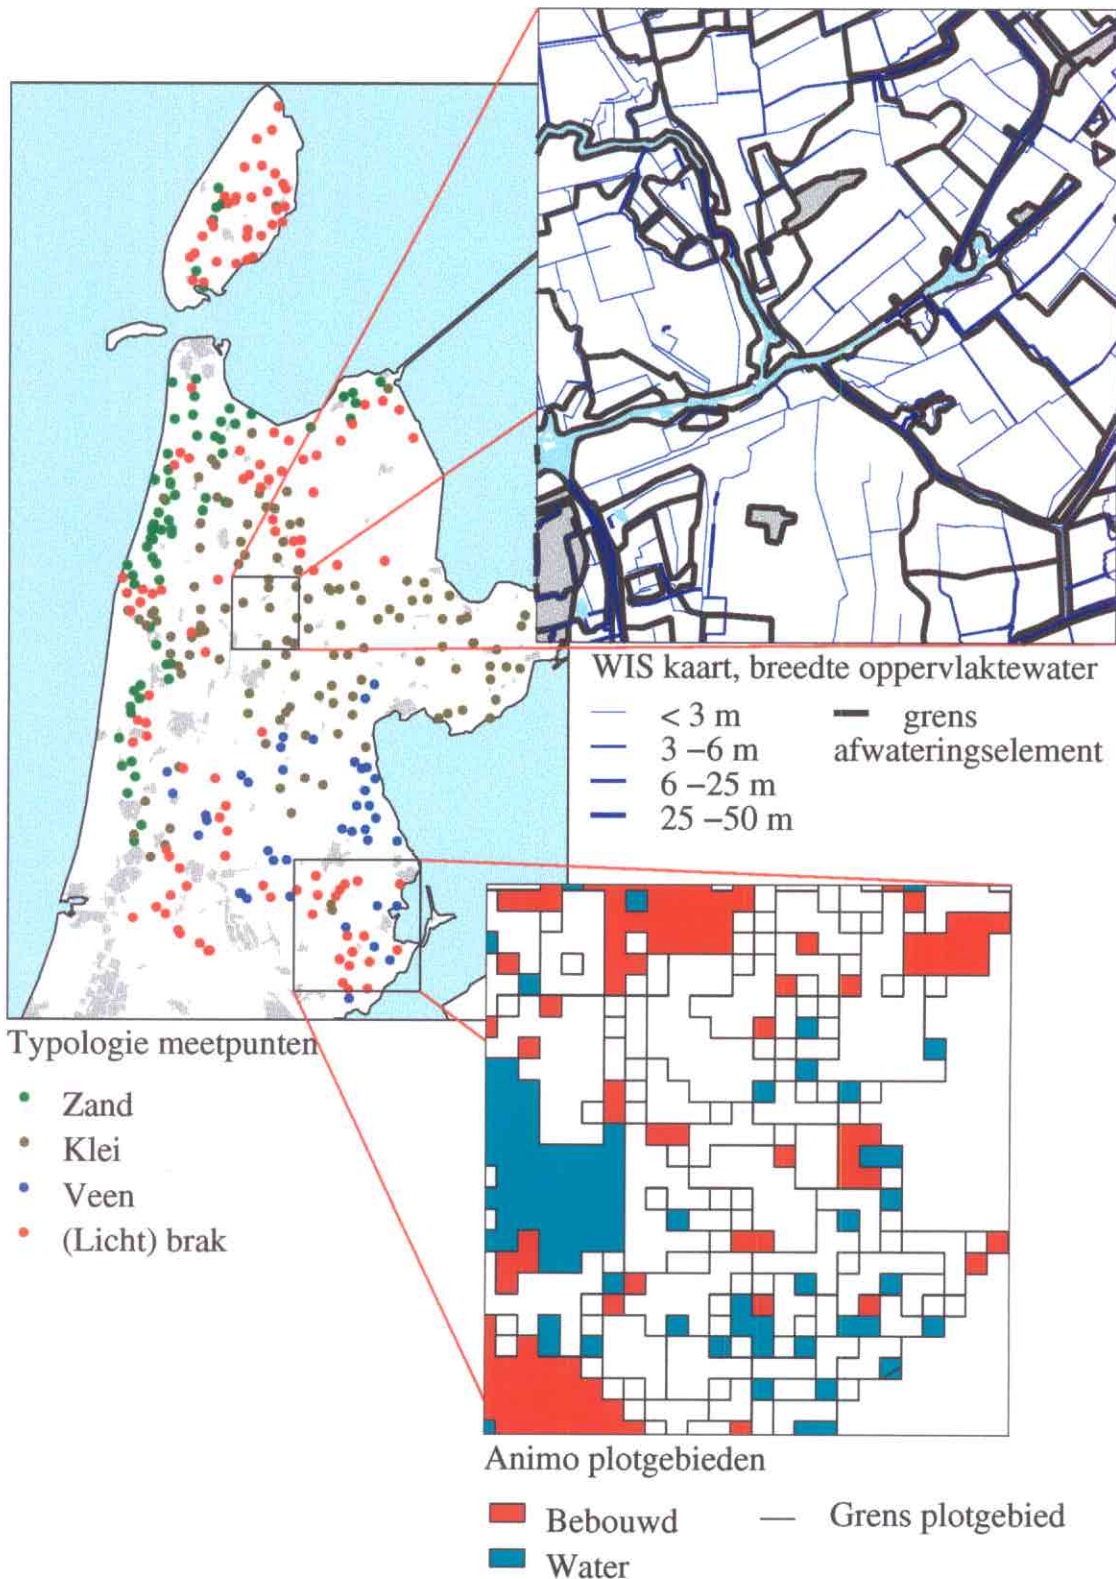 WIS kaart, breedte oppervlaktewater
< 3 m
3 –6 m
6 –25 m
25 –50 m
grens
afwateringselement
Typologie meetpunten
Zand
Klei
Veen
(Licht) brak
Animo plotgebieden
Bebouwd
Water
Grens plotgebied